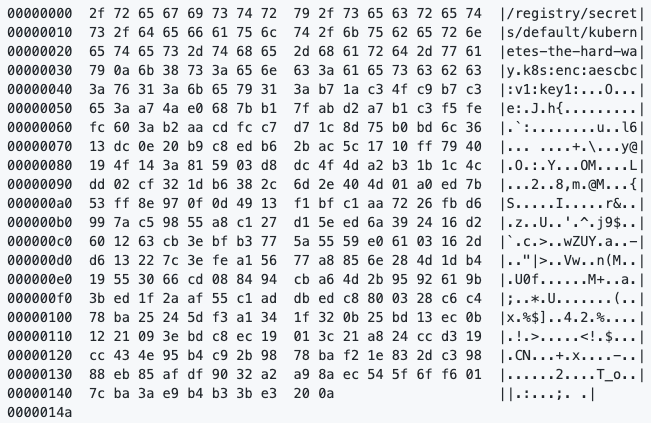 00000000  2f 72 65 67 69 73 74 72  79 2f 73 65 63 72 65 74  |/registry/secret|
00000010  73 2f 64 65 66 61 75 6c  74 2f 6b 75 62 65 72 6e  |s/default/kubern|
00000020  65 74 65 73 2d 74 68 65  2d 68 61 72 64 2d 77 61  |etes-the-hard-wa|
00000030  79 0a 6b 38 73 3a 65 6e  63 3a 61 65 73 63 62 63  |y.k8s:enc:aescbc|
00000040  3a 76 31 3a 6b 65 79 31  3a b7 1a c3 4f c9 b7 c3  |:v1:key1:...O...|
00000050  65 3a a7 4a e0 68 7b b1  7f ab d2 a7 b1 c3 f5 fe  |e:.J.h{.........|
00000060  fc 60 3a b2 aa cd fc c7  d7 1c 8d 75 b0 bd 6c 36  |.`:........u..l6|
00000070  13 dc 0e 20 b9 c8 ed b6  2b ac 5c 17 10 ff 79 40  |... ....+.\...y@|
00000080  19 4f 14 3a 81 59 03 d8  dc 4f 4d a2 b3 1b 1c 4c  |.O.:.Y...OM....L|
00000090  dd 02 cf 32 1d b6 38 2c  6d 2e 40 4d 01 a0 ed 7b  |...2..8,m.@M...{|
000000a0  53 ff 8e 97 0f 0d 49 13  f1 bf c1 aa 72 26 fb d6  |S.....I.....r&..|
000000b0  99 7a c5 98 55 a8 c1 27  d1 5e ed 6a 39 24 16 d2  |.z..U..'.^.j9$..|
000000c0  60 12 63 cb 3e bf b3 77  5a 55 59 e0 61 03 16 2d  |`.c.>..wZUY.a..-|
000000d0  d6 13 22 7c 3e fe a1 56  77 a8 85 6e 28 4d 1d b4  |.."|>..Vw..n(M..|
000000e0  19 55 30 66 cd 08 84 94  cb a6 4d 2b 95 92 61 9b  |.U0f......M+..a.|
000000f0  3b ed 1f 2a af 55 c1 ad  db ed c8 80 03 28 c6 c4  |;..*.U.......(..|
00000100  78 ba 25 24 5d f3 a1 34  1f 32 0b 25 bd 13 ec 0b  |x.%$]..4.2.%....|
00000110  12 21 09 3e bd c8 ec 19  01 3c 21 a8 24 cc d3 19  |.!.>.....<!.$...|
00000120  cc 43 4e 95 b4 c9 2b 98  78 ba f2 1e 83 2d c3 98  |.CN...+.x....-..|
00000130  88 eb 85 af df 90 32 a2  a9 8a ec 54 5f 6f f6 01  |......2....T_o..|
00000140  7c ba 3a e9 b4 b3 3b e3  20 0a  ||.:...;. .|
0000014a